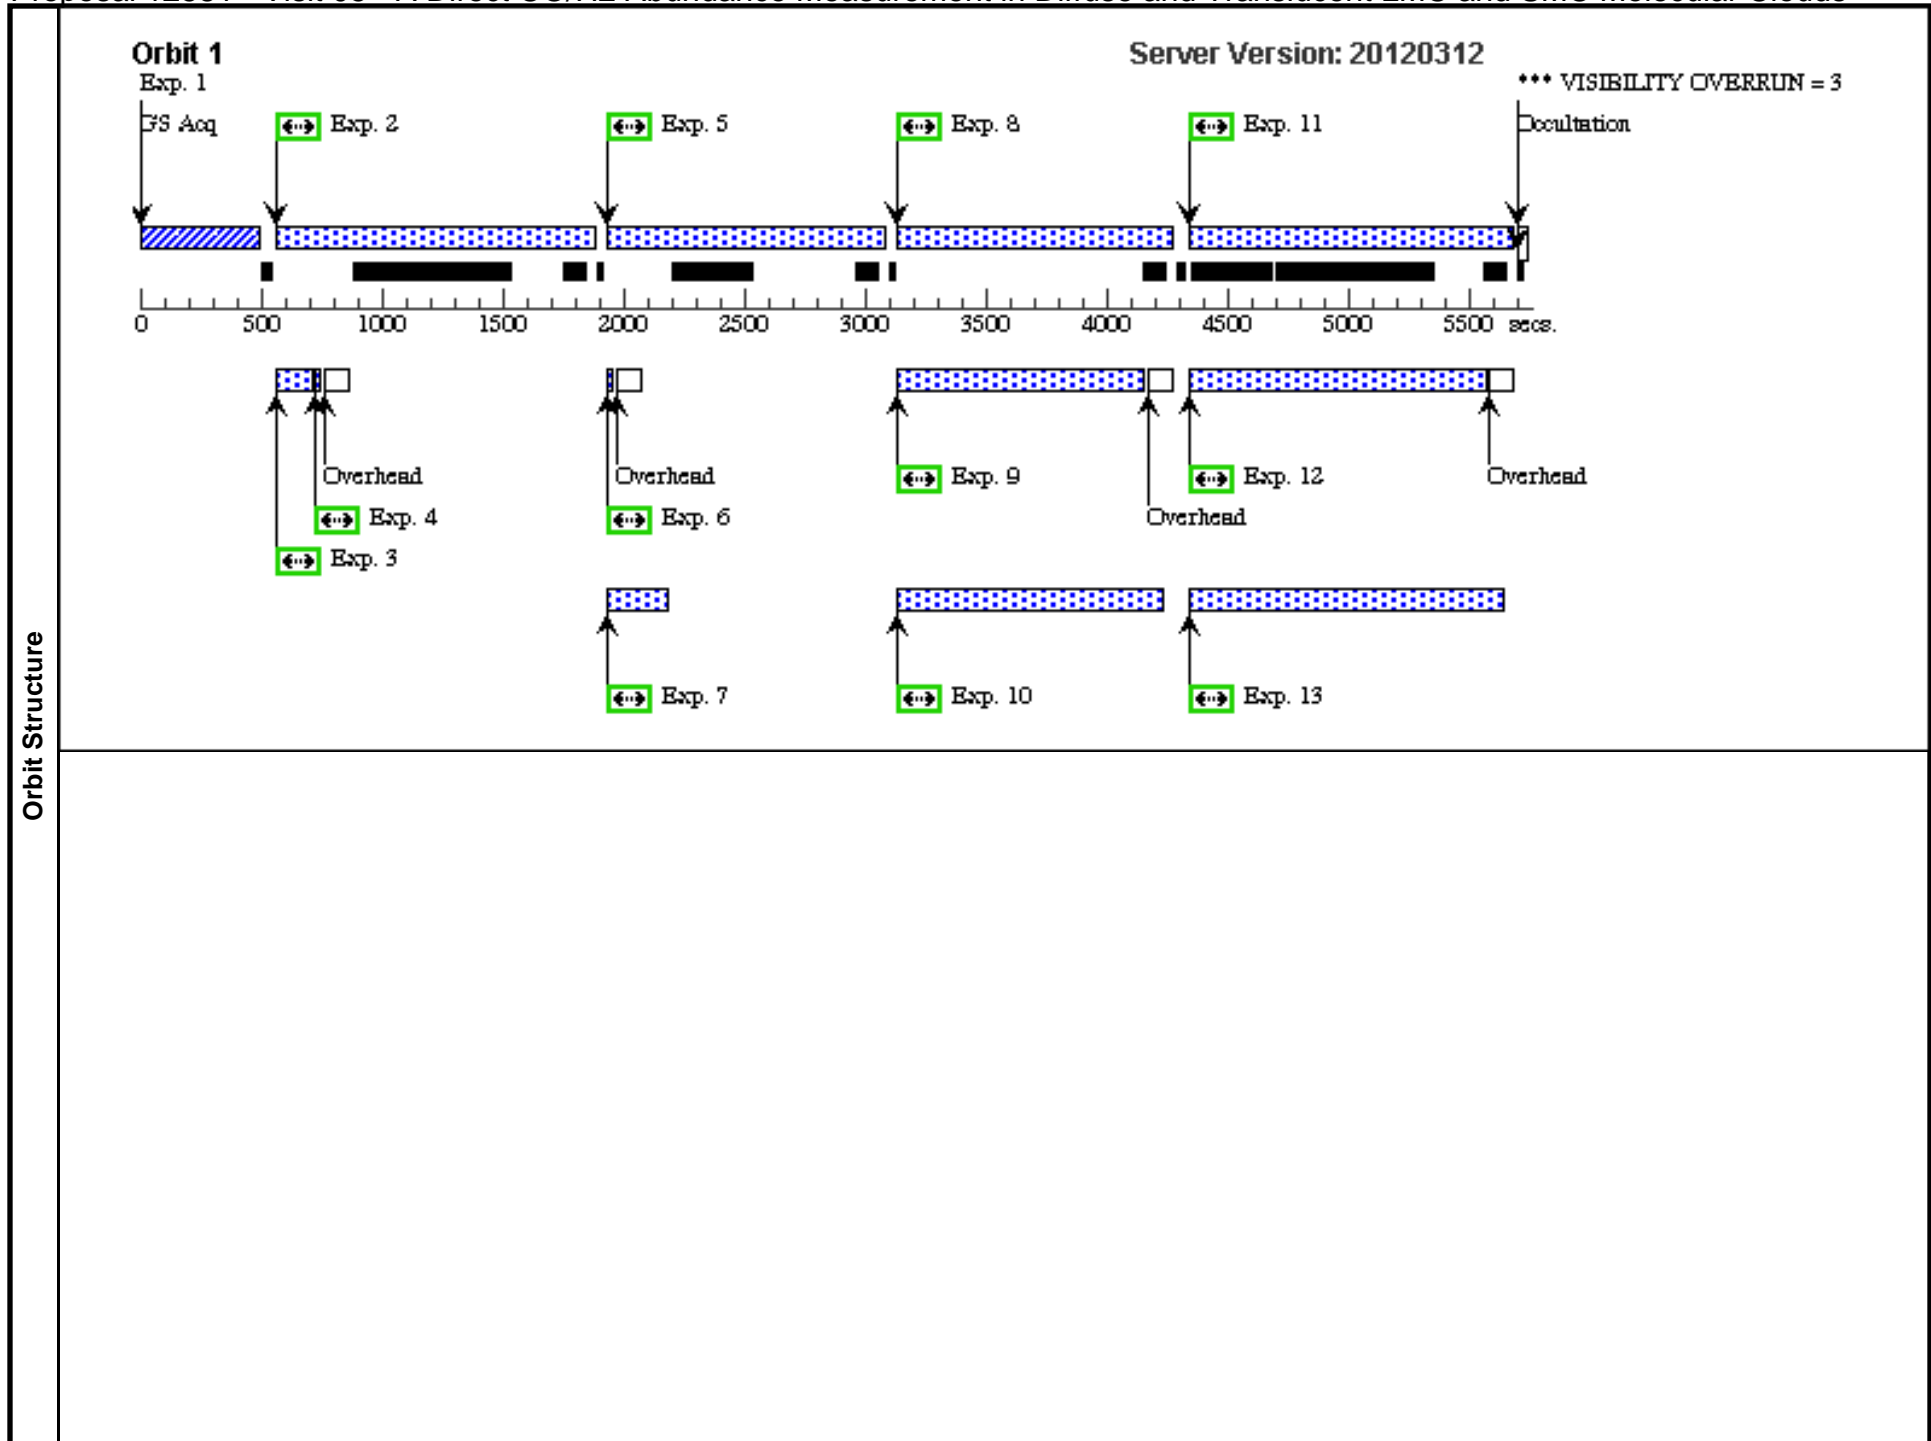 Orbit 1
Server Version: 20120312
Exp. 1
*** VISIBILITY OVERRUN = 3
GS Acq
Exp. 2
Exp. 5
Exp. 8
Exp. 11
Occultation
0
500
1000
1500
2000
2500
3000
3500
4000
4500
5000
5500
secs.
Overhead
Overhead
Exp. 9
Exp. 12
Overhead
Exp. 4
Exp. 6
Overhead
Exp. 3
Exp. 7
Exp. 10
Exp. 13
Orbit Structure